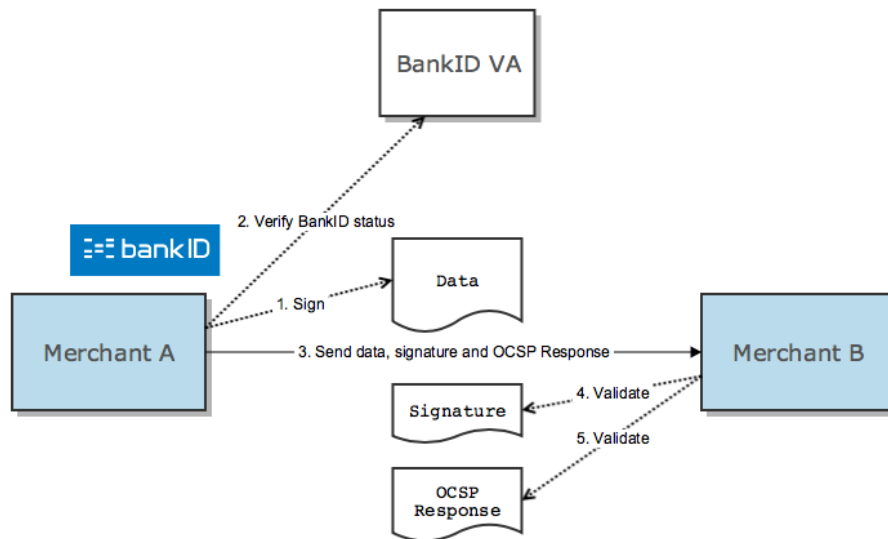 BankID VA
2. Verify BankID status
bankID
Data
1. Sign
Merchant A
3. Send data, signature and OCSP Response
Merchant B
4. Validate
Signature
5. Validate
OCSP
Response